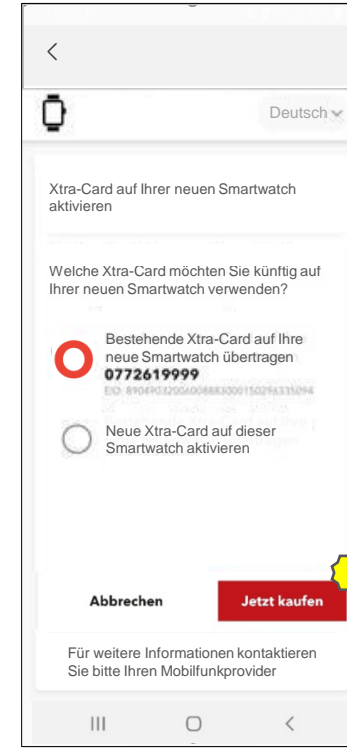 Deutsch
Xtra-Card auf Ihrer neuen Smartwatch
aktivieren
Welche Xtra-Card möchten Sie künftig auf
Ihrer neuen Smartwatch verwenden?
Bestehende Xtra-Card auf Ihre
neue Smartwatch übertragen
0772619999
EID:
Neue Xtra-Card auf dieser
Smartwatch aktivieren
Abbrechen
Jetzt kaufen
Für weitere Informationen kontaktieren
Sie bitte Ihren Mobilfunkprovider